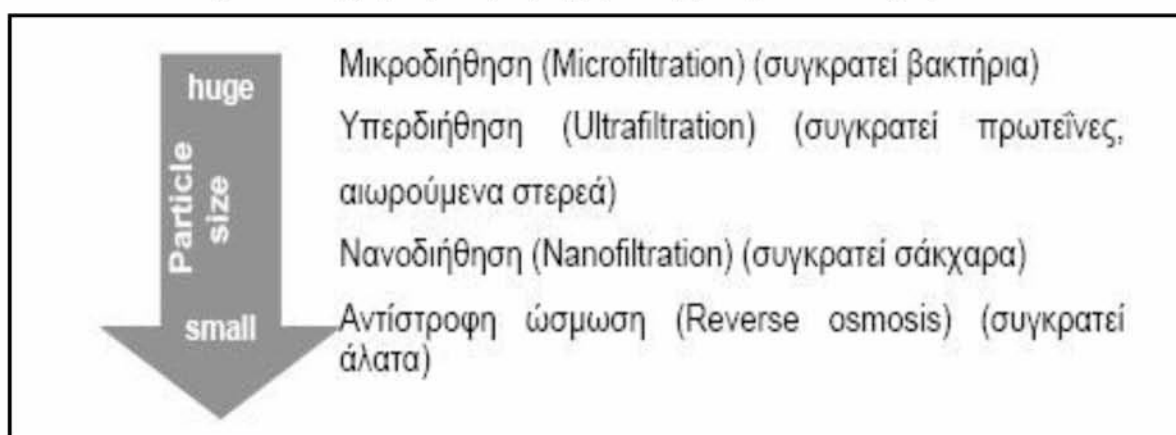 huge
Particle
size
small
Μικροδιήθηση (Microfiltration) (συγκρατεί βακτήρια)
Υπερδιήθηση (Ultrafiltration) (συγκρατεί πρωτεΐνες,
αιωρούμενα στερεά)
Νανοδιήθηση (Nanofiltration) (συγκρατεί σάκχαρα)
Αντίστροφη ώσμωση (Reverse osmosis) (συγκρατεί
άλατα)